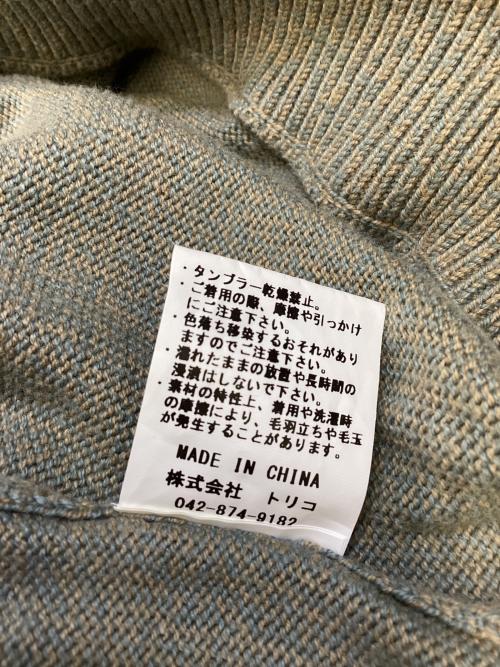 ・タンブラー乾燥禁止。
・ご着用の際、摩擦や引っかけ
にご注意下さい。
・色落ち移染するおそれがあり
ますのでご注意下さい。
・濡れたままの放置や長時間の
浸漬はしないで下さい。
・素材の特性上、着用や洗濯時
の摩擦により、毛羽立ちや毛玉
が発生することがあります。
MADE IN CHINA
株式会社 トリコ
042-874-9182